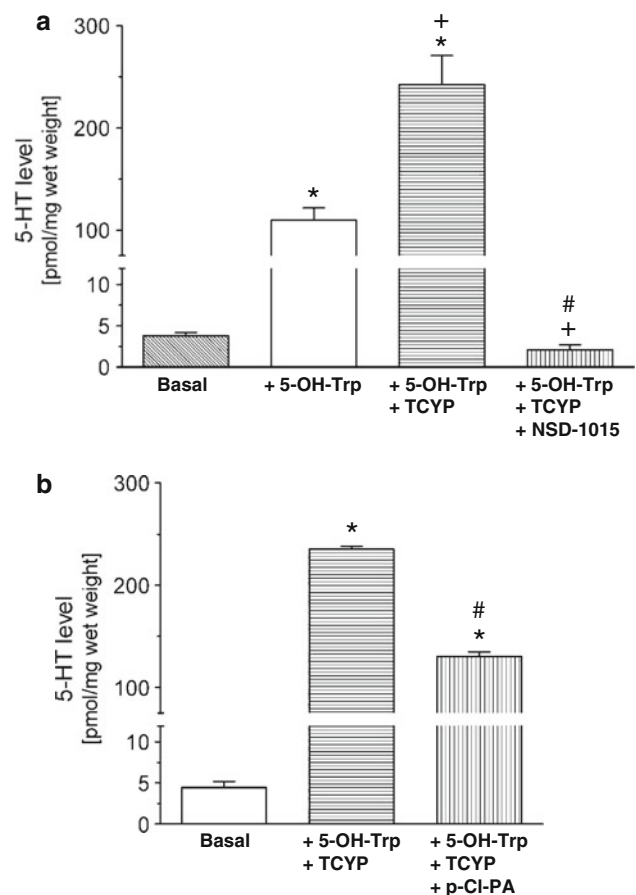 a
5-HT level
[pmol/mg wet weight]
300
200
100
10
5
0
*
+
*
#
+
Basal
+ 5-OH-Trp
+ 5-OH-Trp
+ TCYP
+ 5-OH-Trp
+ TCYP
+ NSD-1015
b
5-HT level
[pmol/mg wet weight]
300
200
100
10
5
0
*
#
*
Basal
+ 5-OH-Trp
+ TCYP
+ 5-OH-Trp
+ TCYP
+ p-Cl-PA